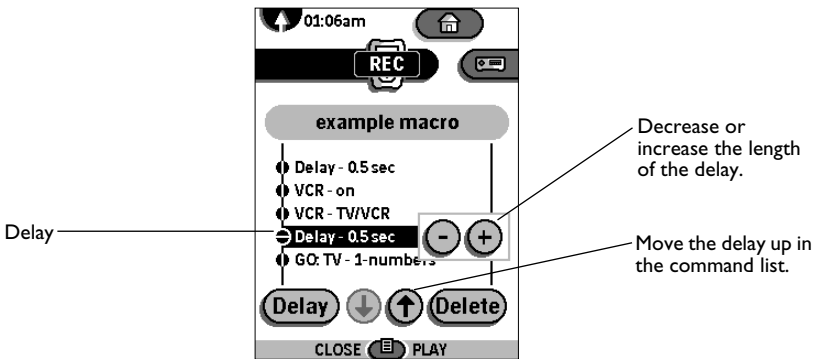 01:06am
REC
example macro
Delay - 0.5 sec
VCR - on
VCR - TV/VCR
Delay - 0.5 sec
- +
GO: TV - 1-numbers
Delay
Delete
CLOSE PLAY
Delay
Decrease or
increase the length
of the delay.
Move the delay up in
the command list.